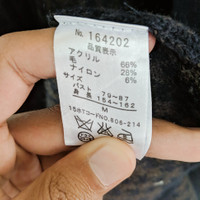 № 164202
品質表示
アクリル 66%
毛 28%
ナイロン 6%
サイズ
バスト 79-87
身長 154-162
M